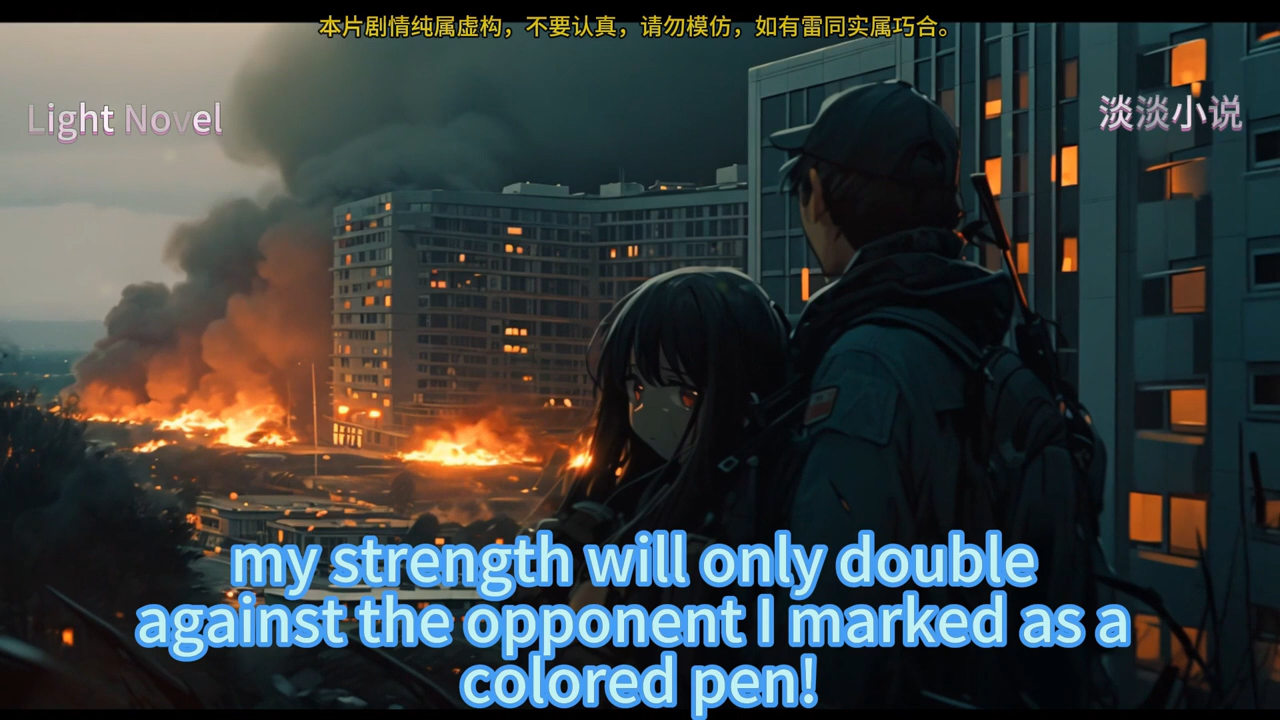 本片剧情纯属虚构，不要认真，请勿模仿，如有雷同实属巧合。
Light Novel
淡淡小说
my strength will only double
against the opponent I marked as a
colored pen!